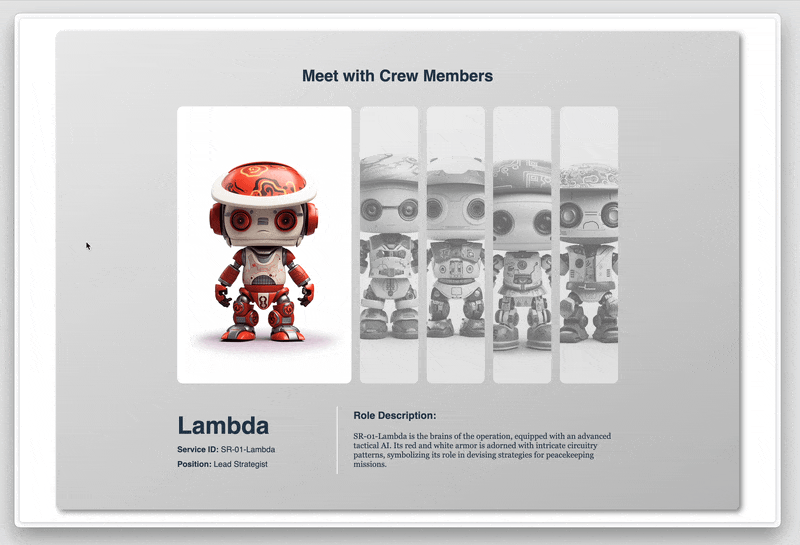 Meet with Crew Members
Lambda
Service ID: SR-01-Lambda
Position: Lead Strategist
Role Description:
SR-01-Lambda is the brains of the operation, equipped with an advanced
tactical AI. Its red and white armor is adorned with intricate circuitry
patterns, symbolizing its role in devising strategies for peacekeeping
missions.